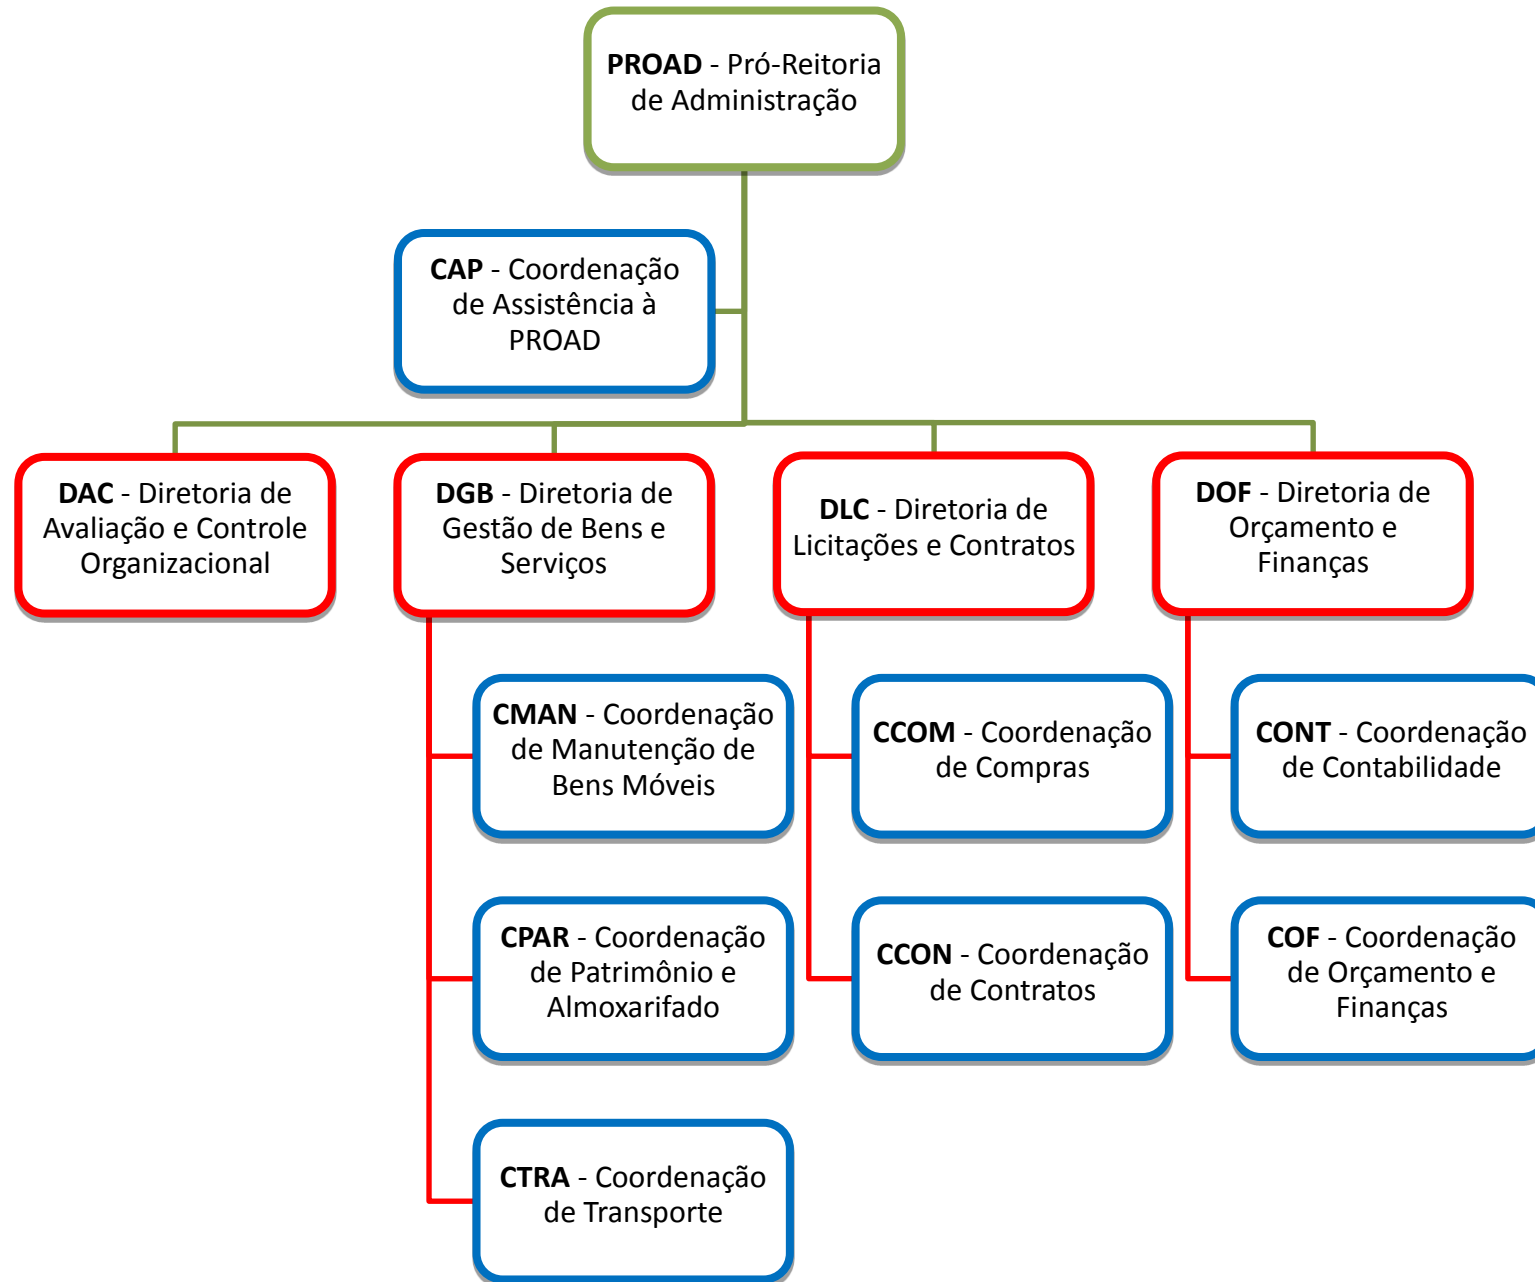 PROAD - Pró-Reitoria
de Administração
CAP - Coordenação
de Assistência à
PROAD
DAC - Diretoria de
Avaliação e Controle
Organizacional
DGB - Diretoria de
Gestão de Bens e
Serviços
DLC - Diretoria de
Licitações e Contratos
DOF - Diretoria de
Orçamento e
Finanças
CMAN - Coordenação
de Manutenção de
Bens Móveis
CCOM - Coordenação
de Compras
CONT - Coordenação
de Contabilidade
CPAR - Coordenação
de Patrimônio e
Almoxarifado
CCON - Coordenação
de Contratos
COF - Coordenação
de Orçamento e
Finanças
CTRA - Coordenação
de Transporte